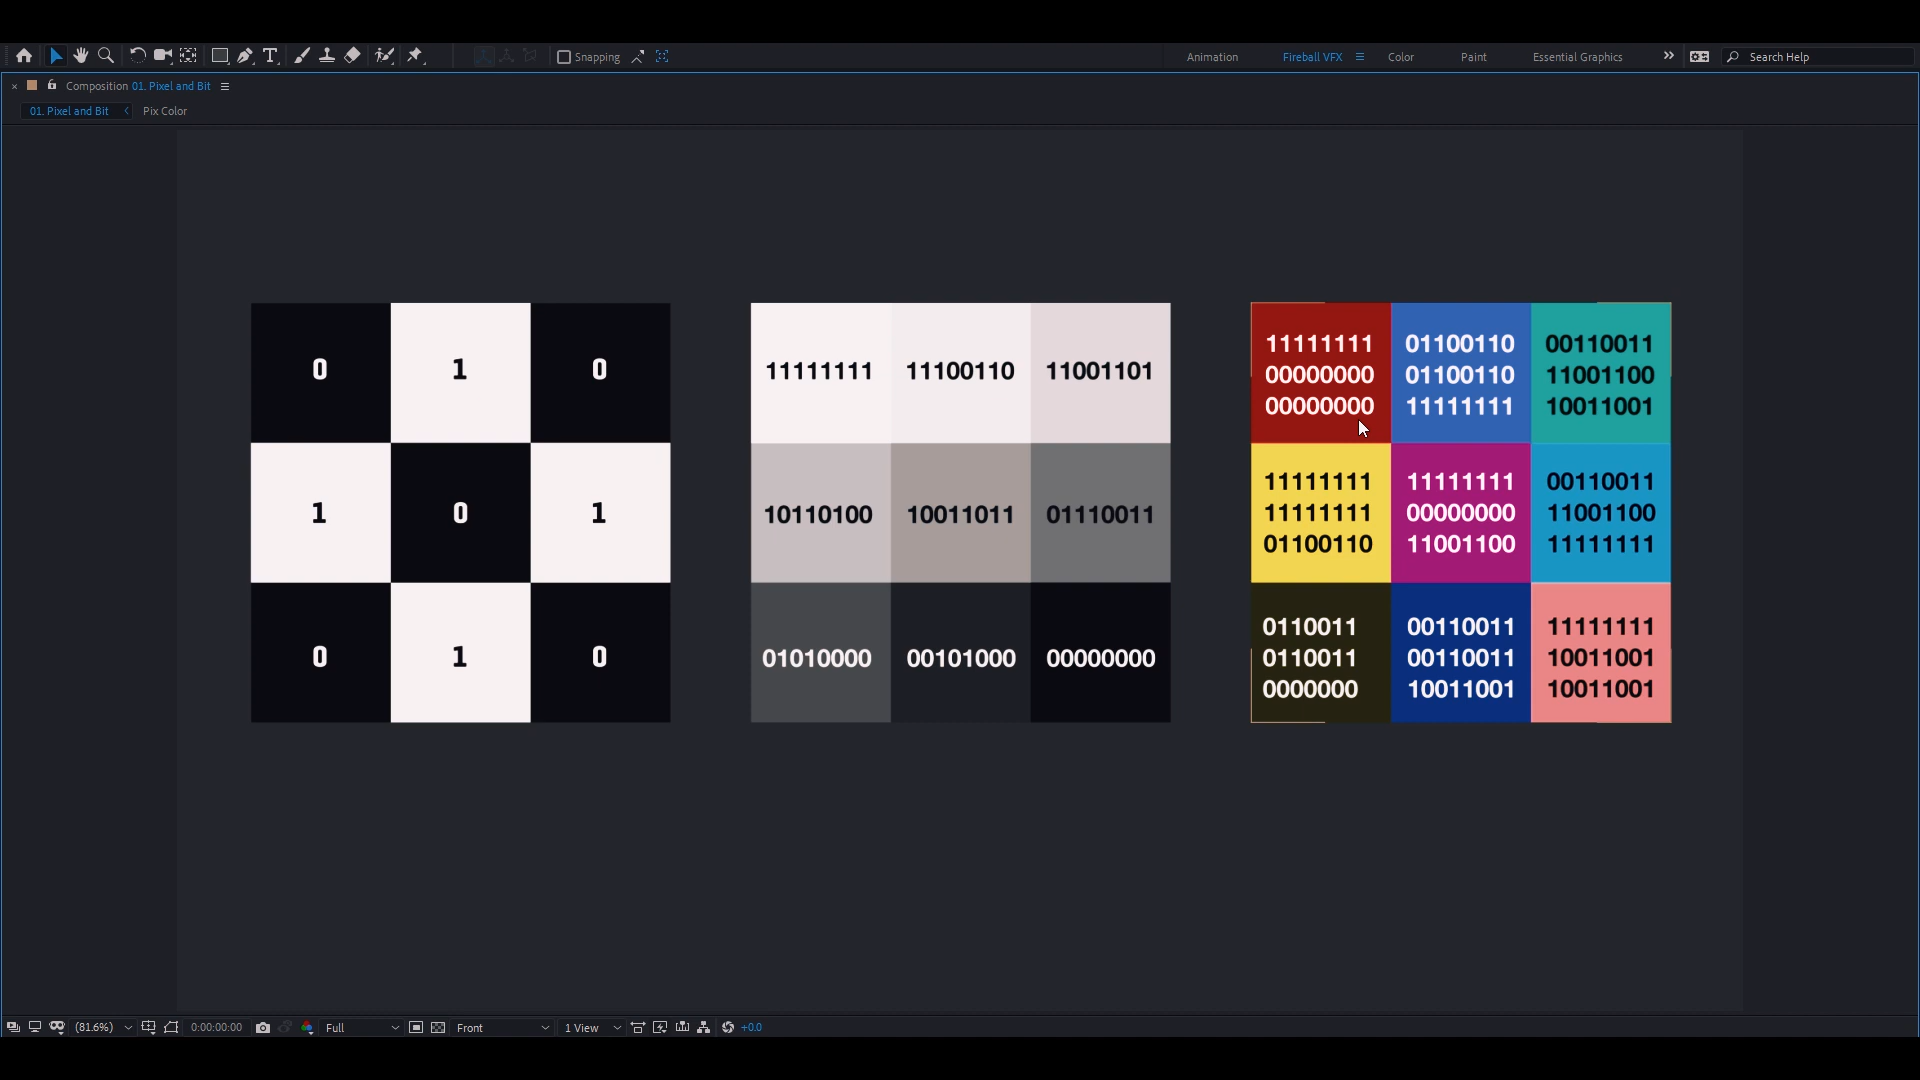 Snapping
Animation
Fireball VFX
Color
Paint
Essential Graphics
Search Help
Composition 01. Pixel and Bit
01. Pixel and Bit
Pix Color
0 1 0
1 0 1
0 1 0
11111111 11100110 11001101
10110100 10011011 01110011
01010000 00101000 00000000
11111111 01100110 00110011
00000000 01100110 11001100
00000000 11111111 10011001
11111111 11111111 00110011
11111111 00000000 11001100
01100110 11001100 11111111
0110011 00110011 11111111
0110011 00110011 10011001
0000000 10011001 10011001
(81.6%)
0:00:00:00
Full
Front
1 View
+0.0